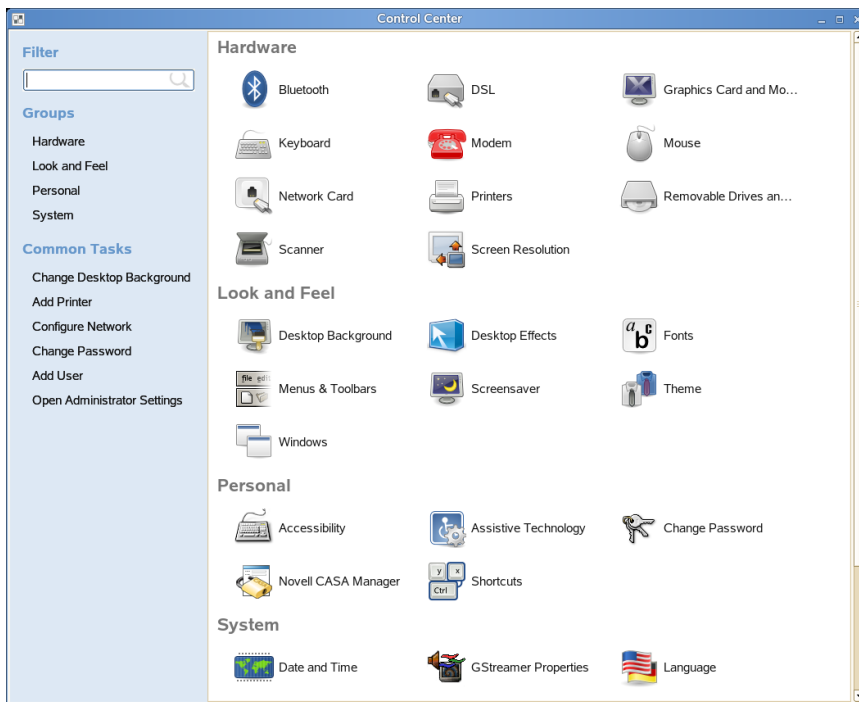 Control Center
Filter
Groups
Hardware
Look and Feel
Personal
System
Common Tasks
Change Desktop Background
Add Printer
Configure Network
Change Password
Add User
Open Administrator Settings
Hardware
Bluetooth
DSL
Graphics Card and Mo...
Keyboard
Modem
Mouse
Network Card
Printers
Removable Drives an...
Scanner
Screen Resolution
Look and Feel
Desktop Background
Desktop Effects
a b c
Fonts
file edi
Menus & Toolbars
Screensaver
Theme
Windows
Personal
Accessibility
Assistive Technology
Change Password
Novell CASA Manager
y x
Ctrl
Shortcuts
System
Date and Time
GStreamer Properties
Language